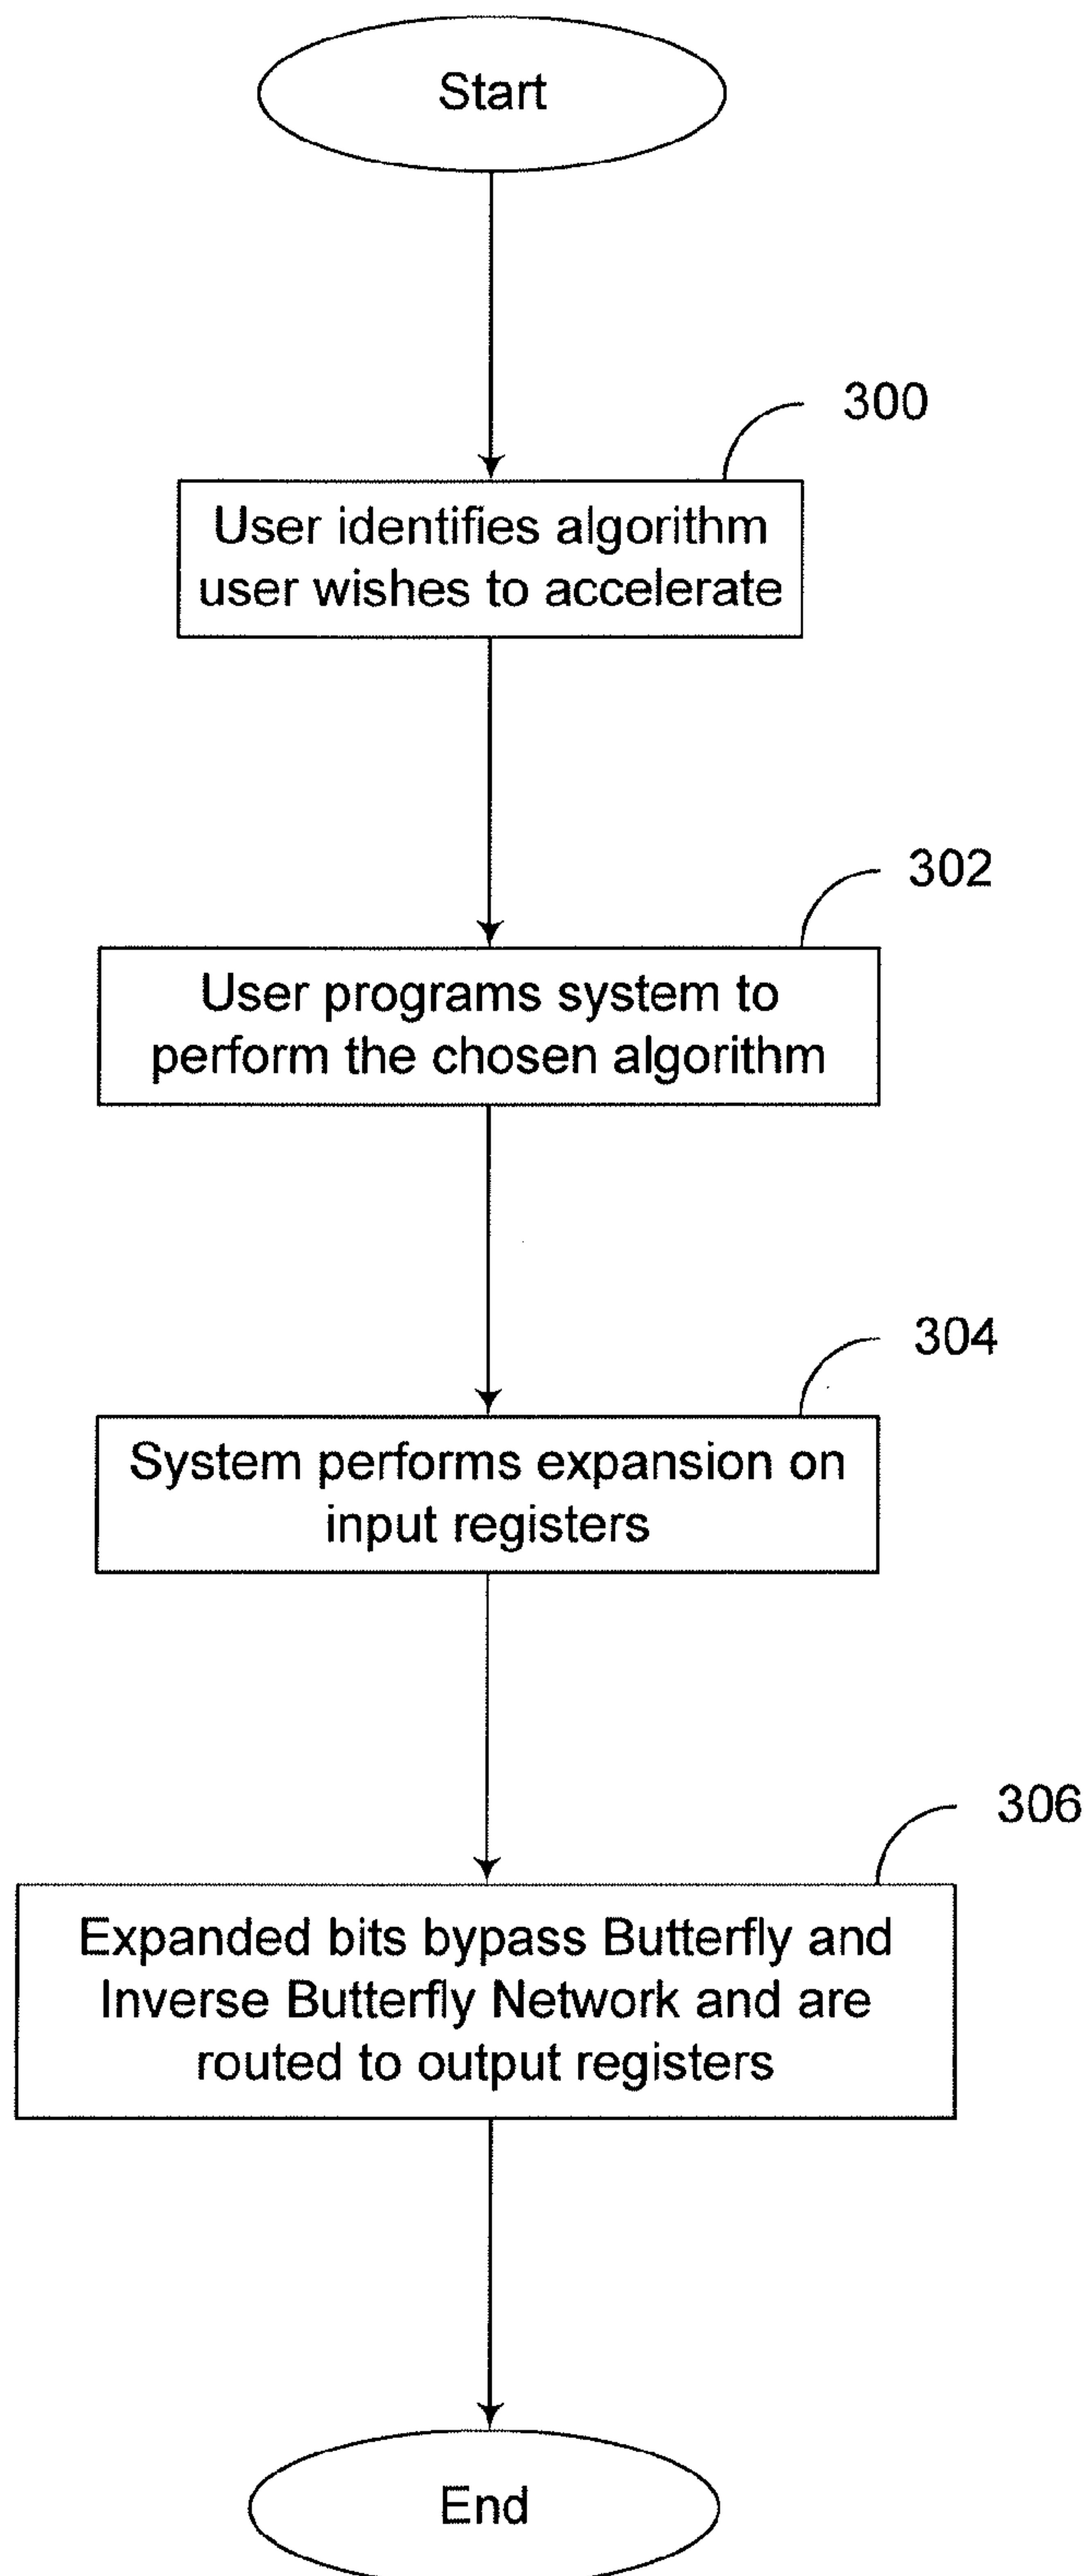 Start
300
User identifies algorithm
user wishes to accelerate
302
User programs system to
perform the chosen algorithm
304
System performs expansion on
input registers
306
Expanded bits bypass Butterfly and
Inverse Butterfly Network and are
routed to output registers
End